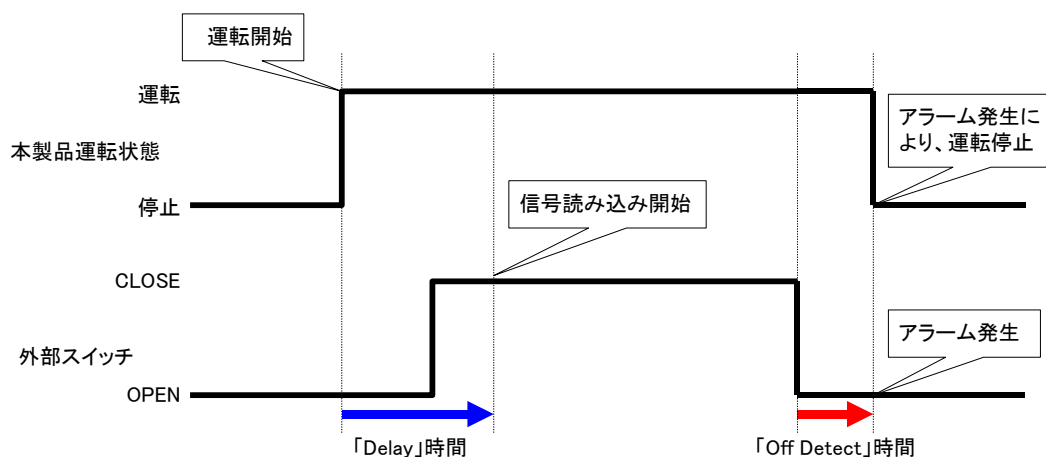 運転開始
運転
本製品運転状態
停止
アラーム発生に
より、運転停止
信号読み込み開始
CLOSE
外部スイッチ
OPEN
アラーム発生
「Delay」時間
「Off Detect」時間